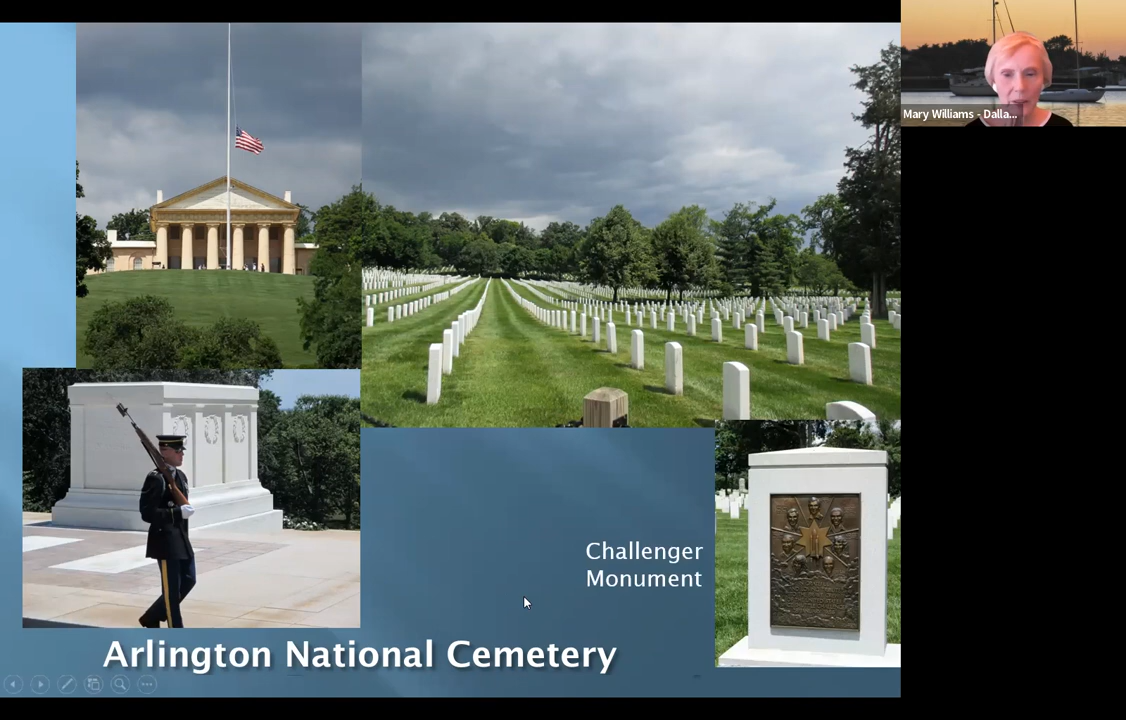 Mary Williams - Dalla...
Challenger
Monument
Arlington National Cemetery